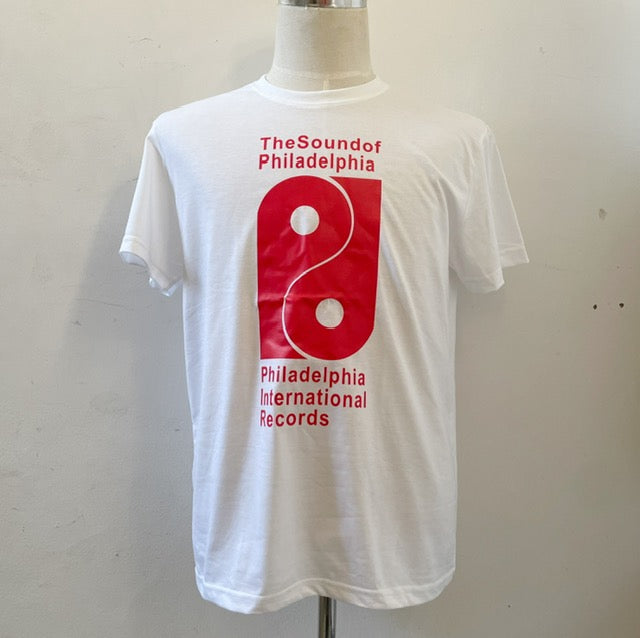 TheSoundof
Philadelphia
Philadelphia
International
Records